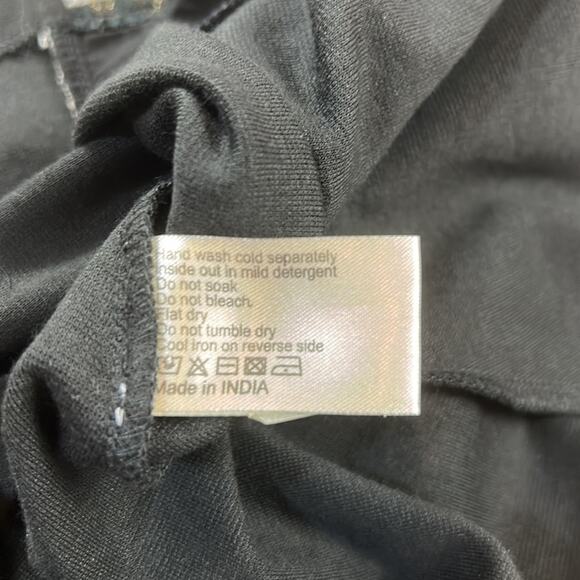 Hand wash cold separately
inside out in mild detergent
Do not soak
Do not bleach.
Flat dry
Do not tumble dry
Cool iron on reverse side
Made in INDIA